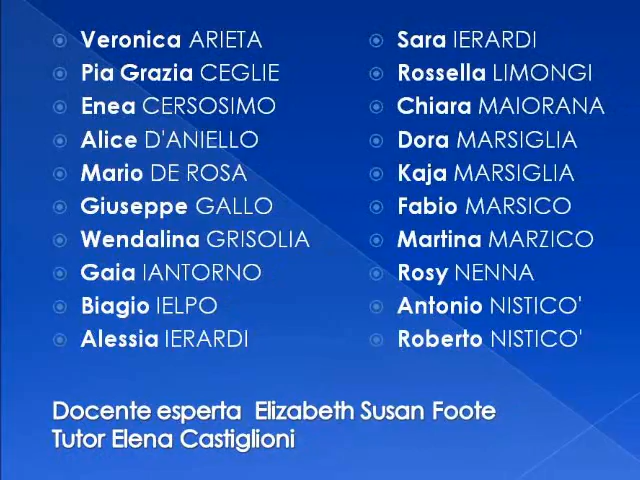 Veronica ARIETA
Pia Grazia CEGLIE
Enea CERSOSIMO
Alice D'ANIELLO
Mario DE ROSA
Giuseppe GALLO
Wendalina GRISOLIA
Gaia IANTORNO
Biagio IELPO
Alessia IERARDI
Sara IERARDI
Rossella LIMONGI
Chiara MAIORANA
Dora MARSIGLIA
Kaja MARSIGLIA
Fabio MARSICO
Martina MARZICO
Rosy NENNA
Antonio NISTICO'
Roberto NISTICO'
Docente esperta Elizabeth Susan Foote
Tutor Elena Castiglioni